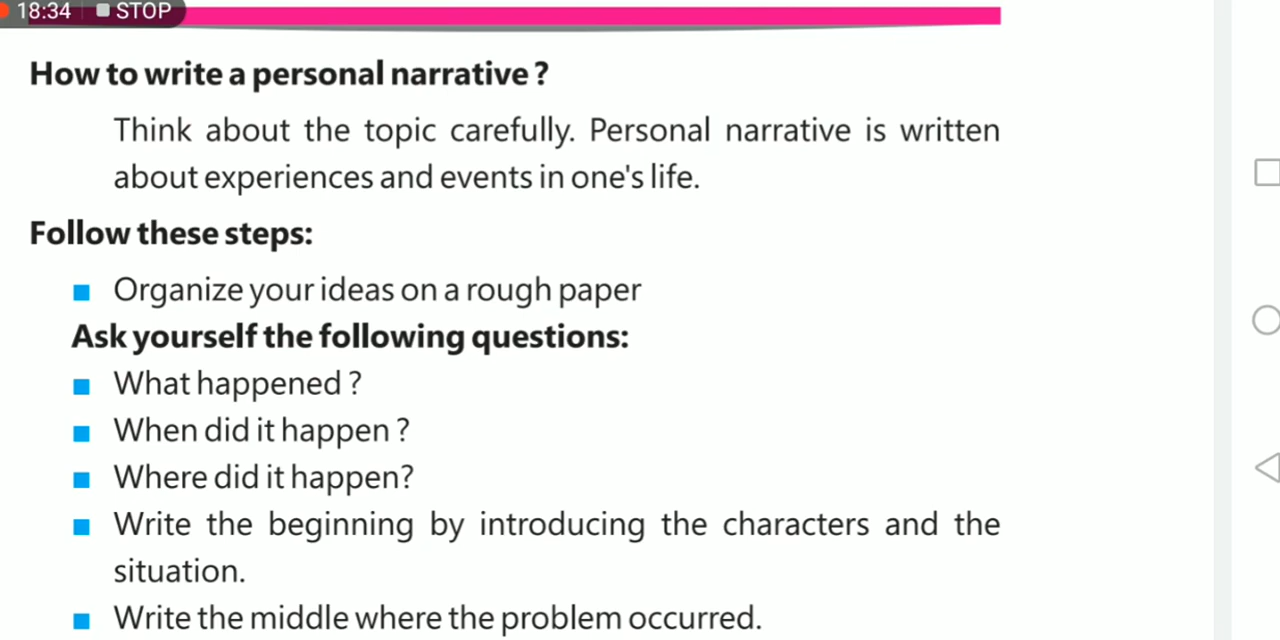 18:34 STOP
How to write a personal narrative ?
Think about the topic carefully. Personal narrative is written
about experiences and events in one's life.
Follow these steps:
Organize your ideas on a rough paper
Ask yourself the following questions:
What happened ?
When did it happen ?
Where did it happen?
Write the beginning by introducing the characters and the
situation.
Write the middle where the problem occurred.